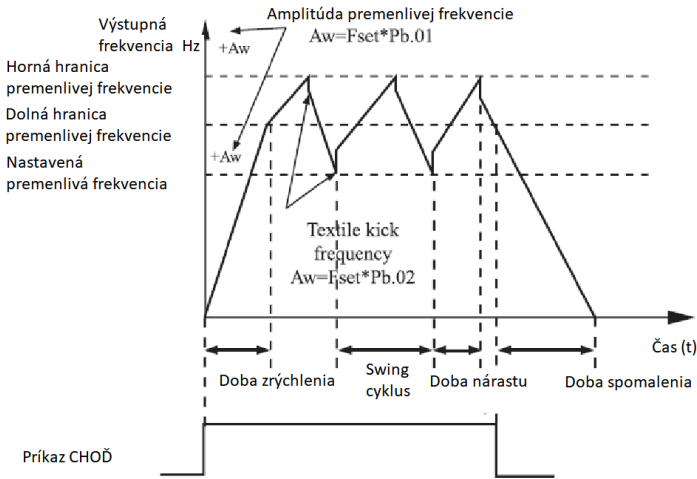 Amplitúda premenlivej frekvencie
Aw=Fset*Pb.01
Výstupná
frekvencia Hz
+Aw
Horná hranica
premenlivej frekvencie
Dolná hranica
premenlivej frekvencie
+Aw
Nastavená
premenlivá frekvencia
Textile kick
frequency
Aw=Fset*Pb.02
Čas (t)
Doba zrýchlenia
Swing
cyklus
Doba nárastu
Doba spomalenia
Príkaz CHOĎ